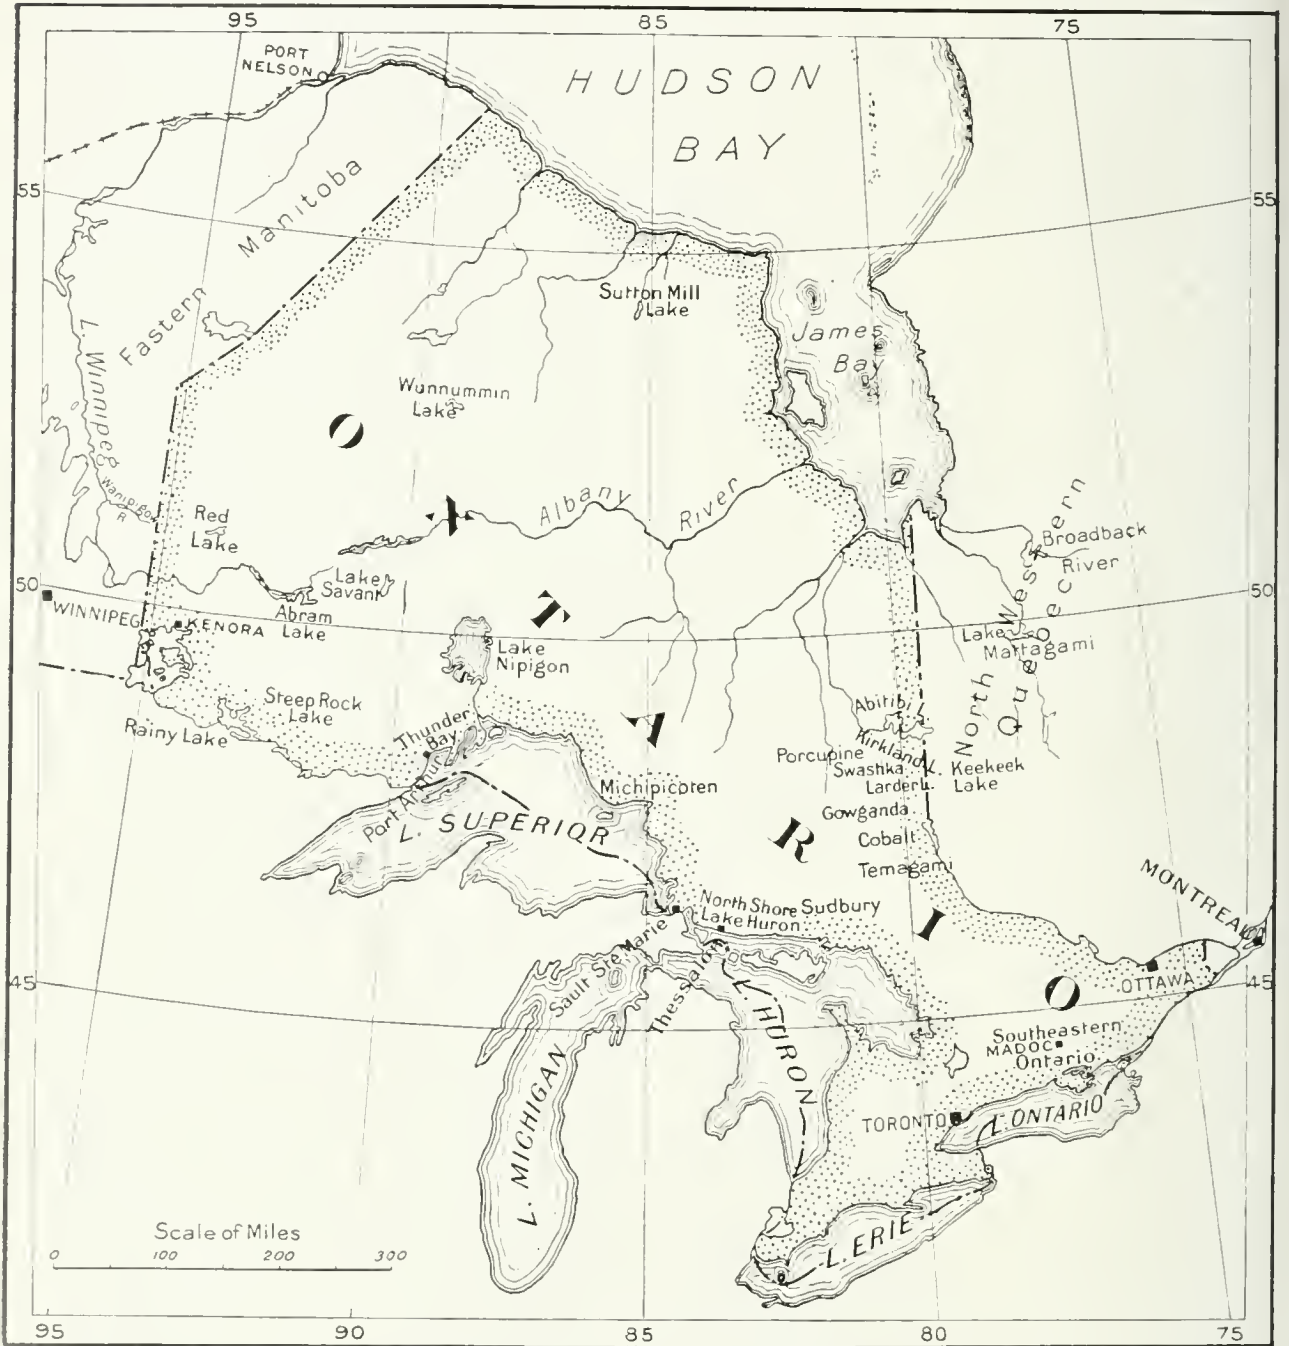 95
85
75
PORT
NELSON
HUDSON
BAY
55
55
Manitoba
Eastern
L. Winnipeg
Sutton Mill
Lake
James
Bay
Wunnummin
Lake
O
N
Albany River
Wanipigow
R
Red
Lake
North Western
Quebec
Broadback
River
50
50
WINNIPEG
KENORA
Lake
Savant
Abram
Lake
T
Lake
Nipigon
Lake
Mattagami
Steep Rock
Lake
Rainy Lake
Thunder
Bay
Port Arthur
A
Abitibi L.
Kirkland L.
Porcupine
Swashka
Larder L.
Keekeek
Lake
Michipicoten
Gowganda
Cobalt
Temagami
L. SUPERIOR
R
MONTREAL
North Shore
Lake Huron
Sudbury
I
Sault Ste Marie
Thessalon
45
45
OTTAWA
O
L. HURON
Southeastern
MADOC
Ontario
L. MICHIGAN
TORONTO
L. ONTARIO
L. ERIE
Scale of Miles
0 100 200 300
95 90 85 80 75